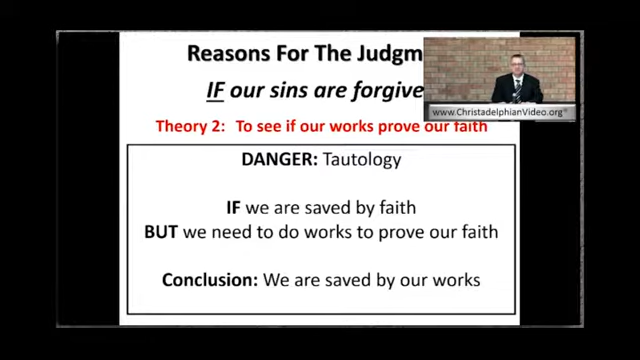 Reasons For The Judgm
IF our sins are forgive
www.ChristadelphianVideo.org
Theory 2: To see if our works prove our faith
DANGER: Tautology
IF we are saved by faith
BUT we need to do works to prove our faith
Conclusion: We are saved by our works